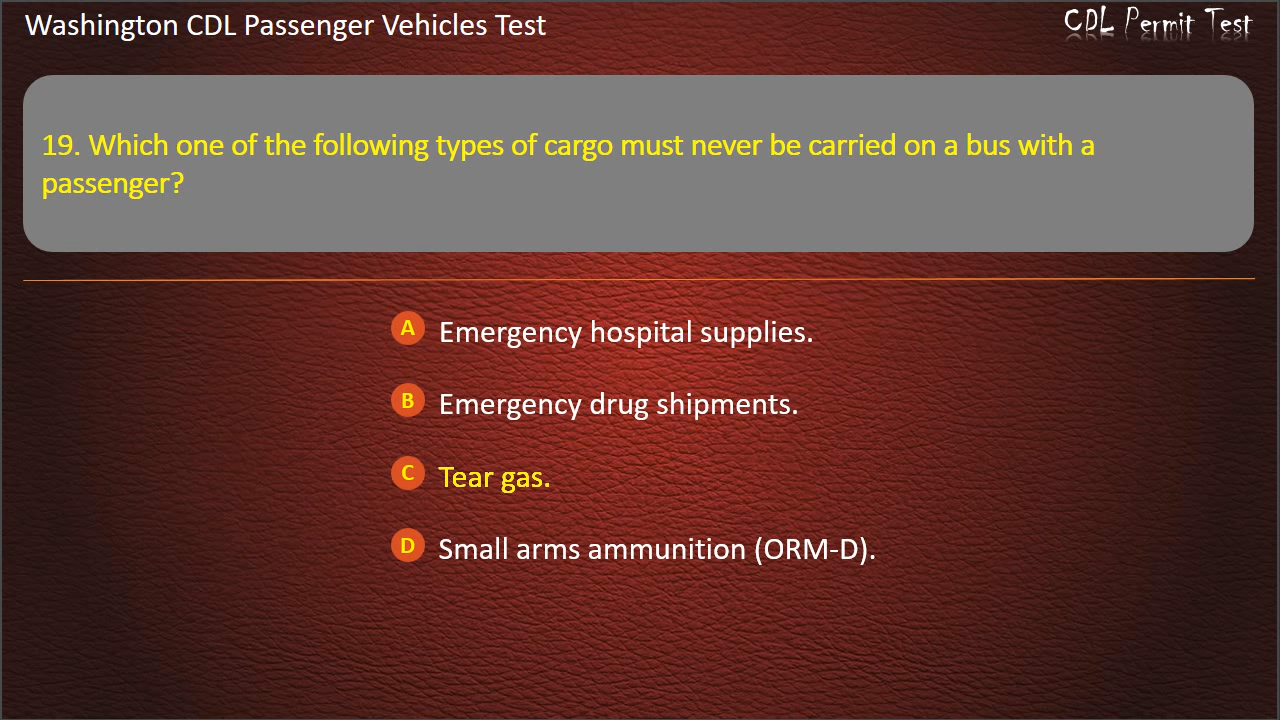 Washington CDL Passenger Vehicles Test
CDL Permit Test
19. Which one of the following types of cargo must never be carried on a bus with a
passenger?
A Emergency hospital supplies.
B Emergency drug shipments.
C Tear gas.
D Small arms ammunition (ORM-D).